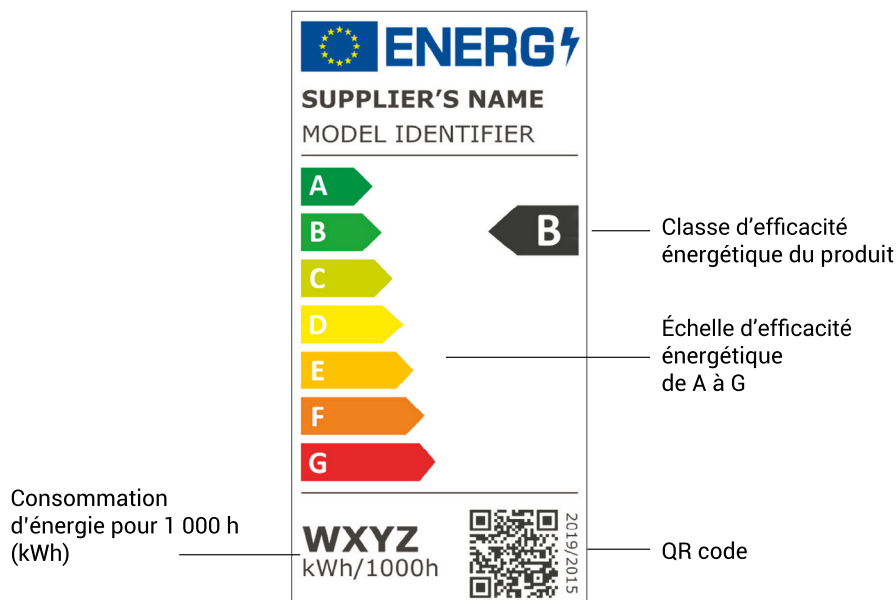 ENERG
SUPPLIER'S NAME
MODEL IDENTIFIER
A
B
B
Classe d'efficacité
énergétique du produit
C
D
Échelle d'efficacité
énergétique
de A à G
E
F
G
Consommation
d'énergie pour 1 000 h
(kWh)
WXYZ
kWh/1000h
2019/2015
QR code